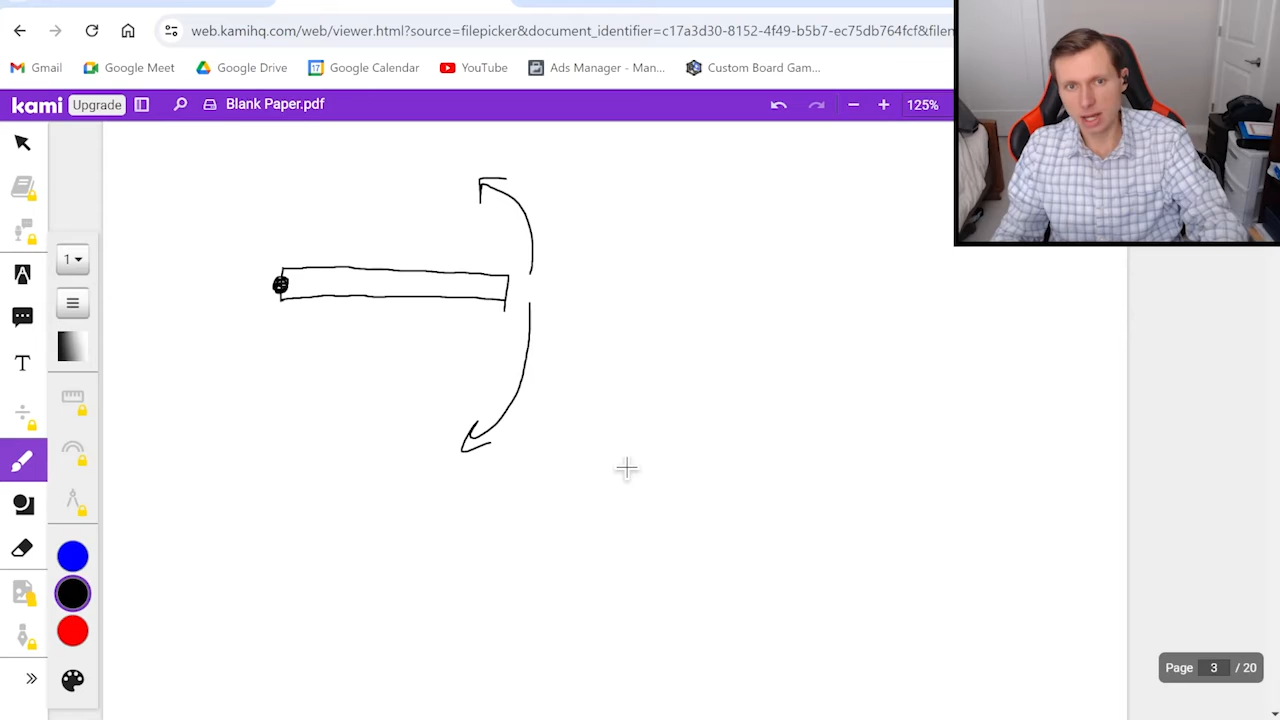 web.kamihq.com/web/viewer.html?source=filepicker&document_identifier=c17a3d30-8152-4f49-b5b7-ec75db764fcf&filen
Gmail Google Meet Google Drive 17 Google Calendar YouTube Ads Manager - Man... Custom Board Gam...
kami Upgrade Blank Paper.pdf 125%
A
1
T
Page 3 / 20